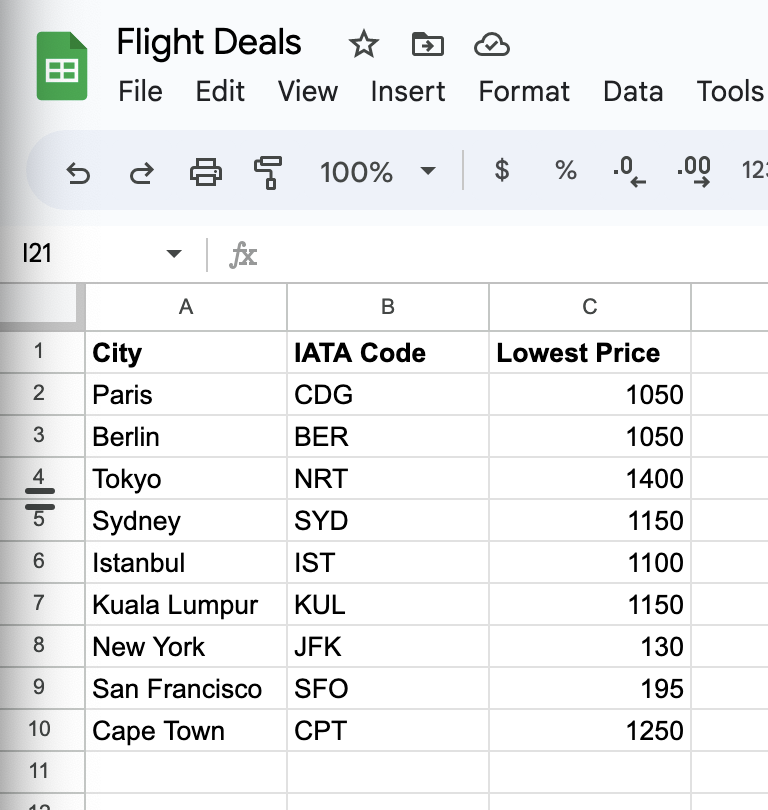 Flight Deals
File Edit View Insert Format Data Tools
100% $ % .0 .00 123
I21 fx
A B C
1 City IATA Code Lowest Price
2 Paris CDG 1050
3 Berlin BER 1050
4 Tokyo NRT 1400
5 Sydney SYD 1150
6 Istanbul IST 1100
7 Kuala Lumpur KUL 1150
8 New York JFK 130
9 San Francisco SFO 195
10 Cape Town CPT 1250
11
12